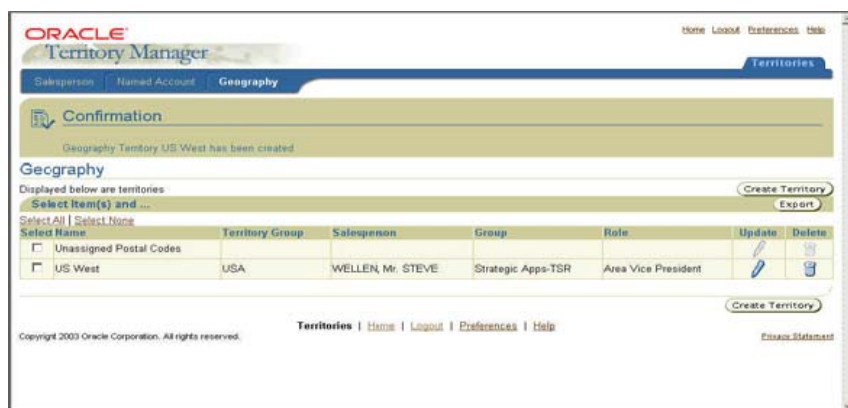 ORACLE
Territory Manager
Home Logout Preferences Help
Territories
Salesperson Named Account Geography
Confirmation
Geography Territory US West has been created
Geography
Displayed below are territories
Create Territory
Select Item(s) and ...
Export
Select All | Select None
Select Name Territory Group Salesperson Group Role Update Delete
Unassigned Postal Codes
US West USA WELLEN, Mr. STEVE Strategic Apps-TSR Area Vice President
Create Territory
Territories | Home | Logout | Preferences | Help
Copyright 2003 Oracle Corporation. All rights reserved.
Privacy Statement